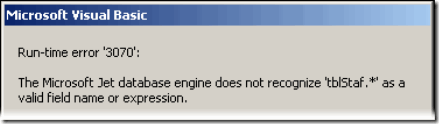 Microsoft Visual Basic
Run-time error '3070':
The Microsoft Jet database engine does not recognize 'tblStaf.*' as a
valid field name or expression.